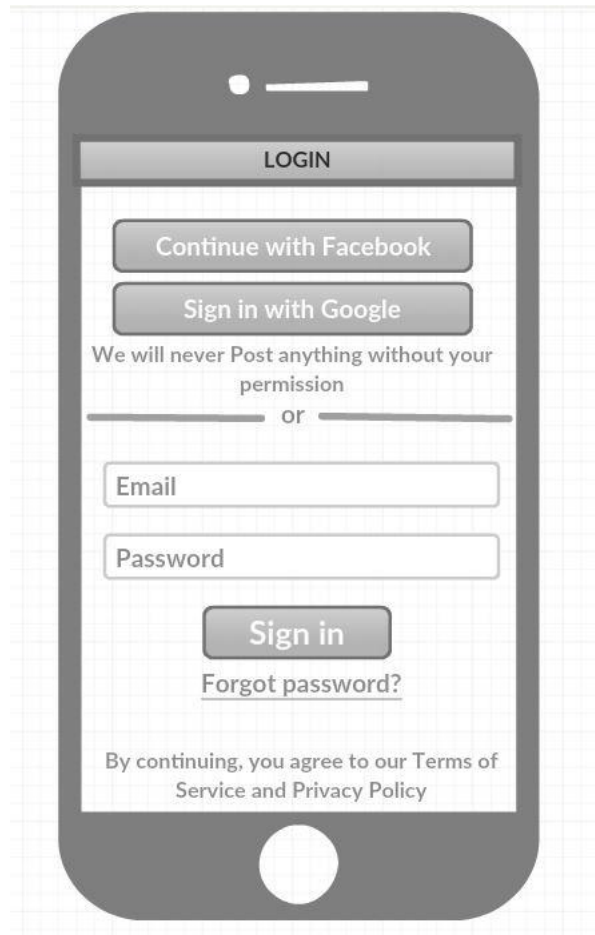 LOGIN
Continue with Facebook
Sign in with Google
We will never Post anything without your
permission
or
Email
Password
Sign in
Forgot password?
By continuing, you agree to our Terms of
Service and Privacy Policy